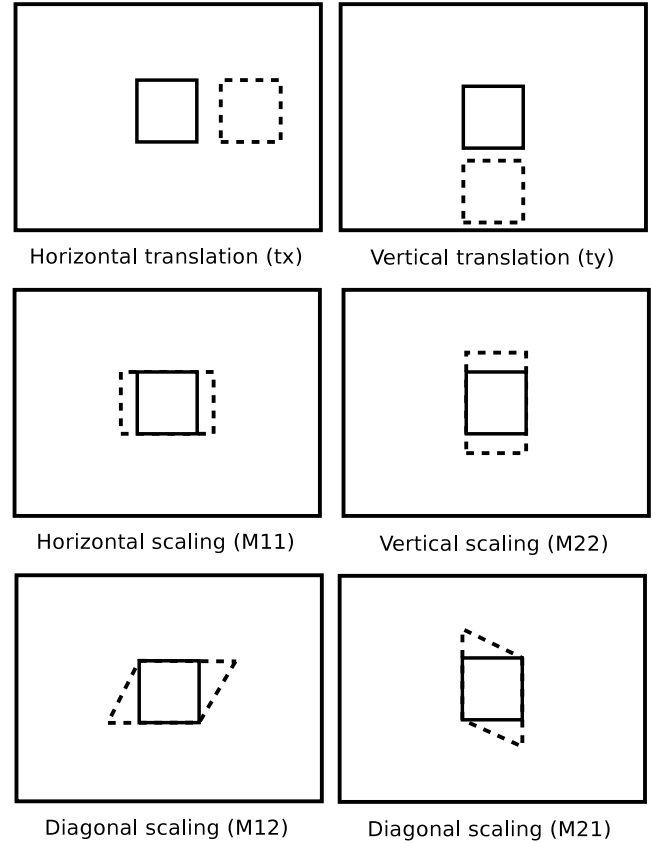 Horizontal translation (tx)
Vertical translation (ty)
Horizontal scaling (M11)
Vertical scaling (M22)
Diagonal scaling (M12)
Diagonal scaling (M21)